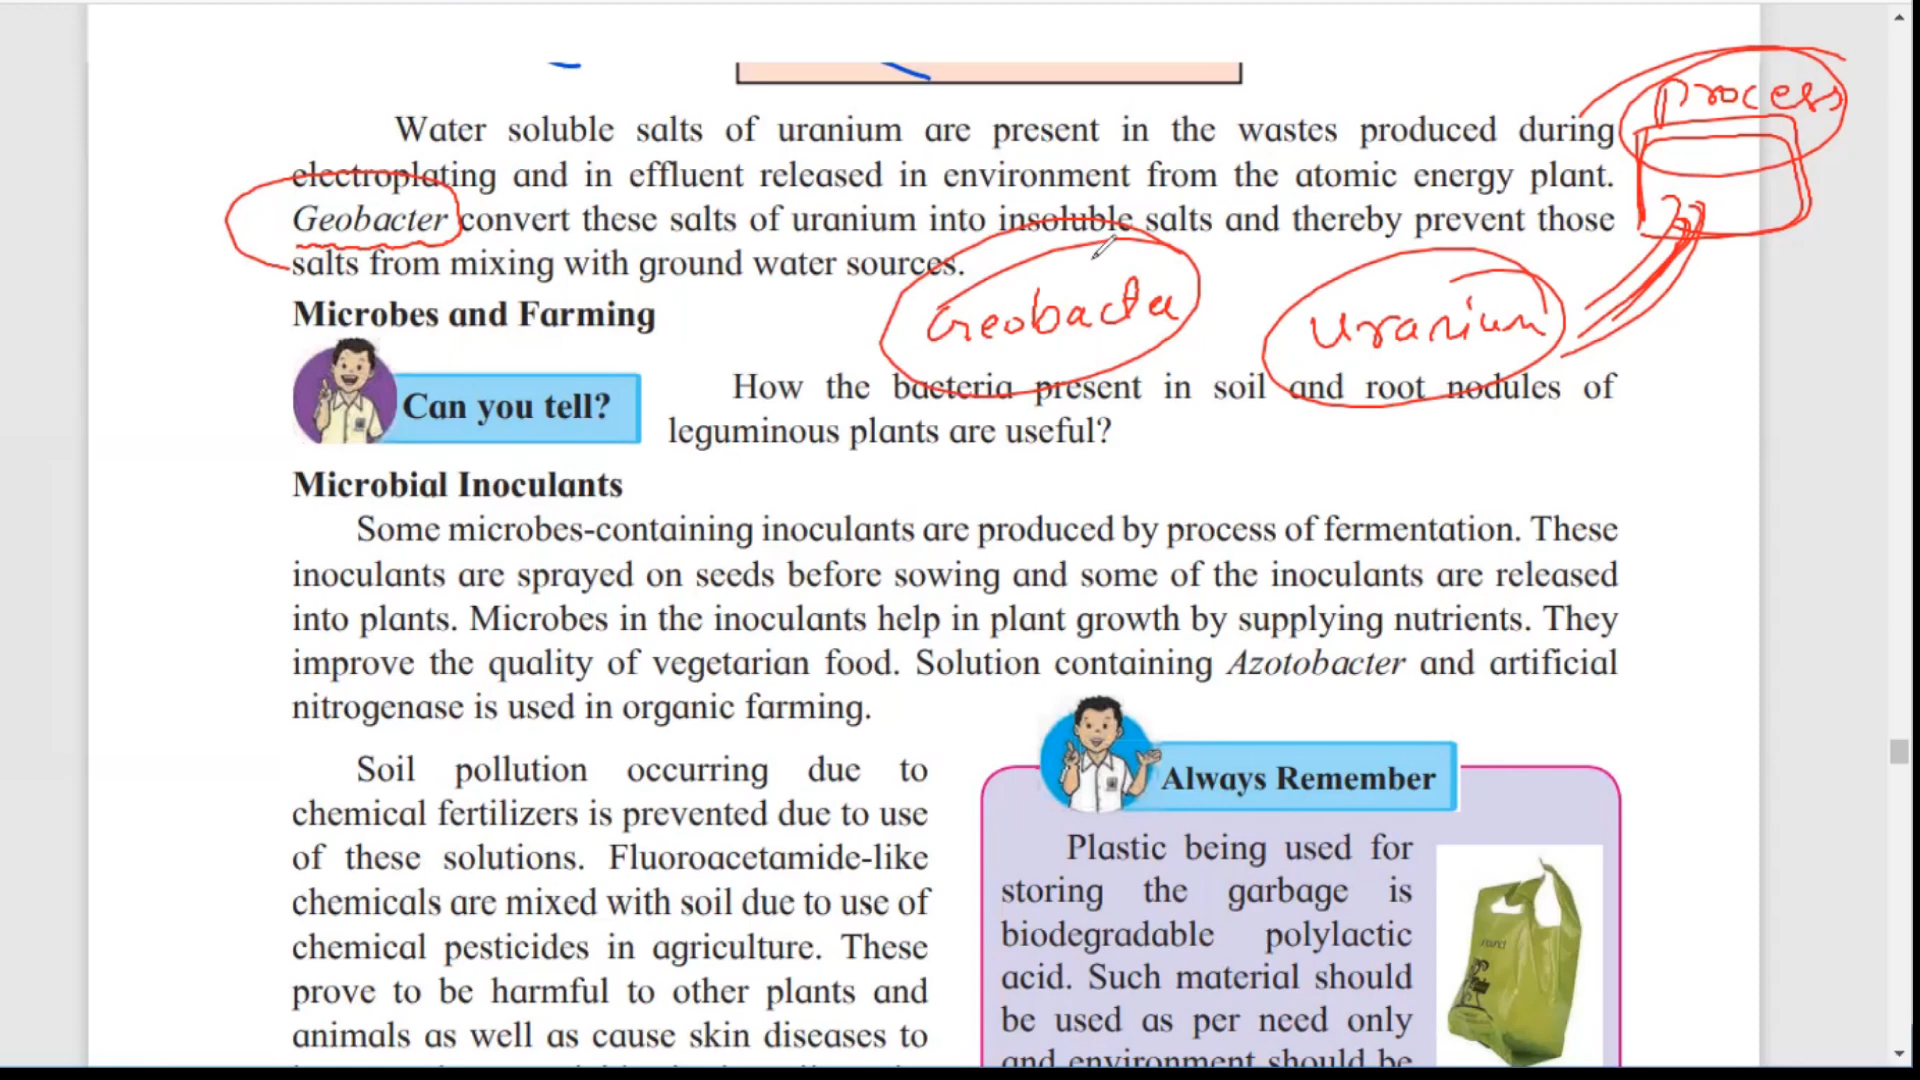 process
Water soluble salts of uranium are present in the wastes produced during
electroplating and in effluent released in environment from the atomic energy plant.
Geobacter convert these salts of uranium into insoluble salts and thereby prevent those
salts from mixing with ground water sources.
Geobacter
Uranium
Microbes and Farming
Can you tell?
How the bacteria present in soil and root nodules of
leguminous plants are useful?
Microbial Inoculants
Some microbes-containing inoculants are produced by process of fermentation. These
inoculants are sprayed on seeds before sowing and some of the inoculants are released
into plants. Microbes in the inoculants help in plant growth by supplying nutrients. They
improve the quality of vegetarian food. Solution containing Azotobacter and artificial
nitrogenase is used in organic farming.
Soil pollution occurring due to
chemical fertilizers is prevented due to use
of these solutions. Fluoroacetamide-like
chemicals are mixed with soil due to use of
chemical pesticides in agriculture. These
prove to be harmful to other plants and
animals as well as cause skin diseases to
Always Remember
Plastic being used for
storing the garbage is
biodegradable polylactic
acid. Such material should
be used as per need only
and environment should be